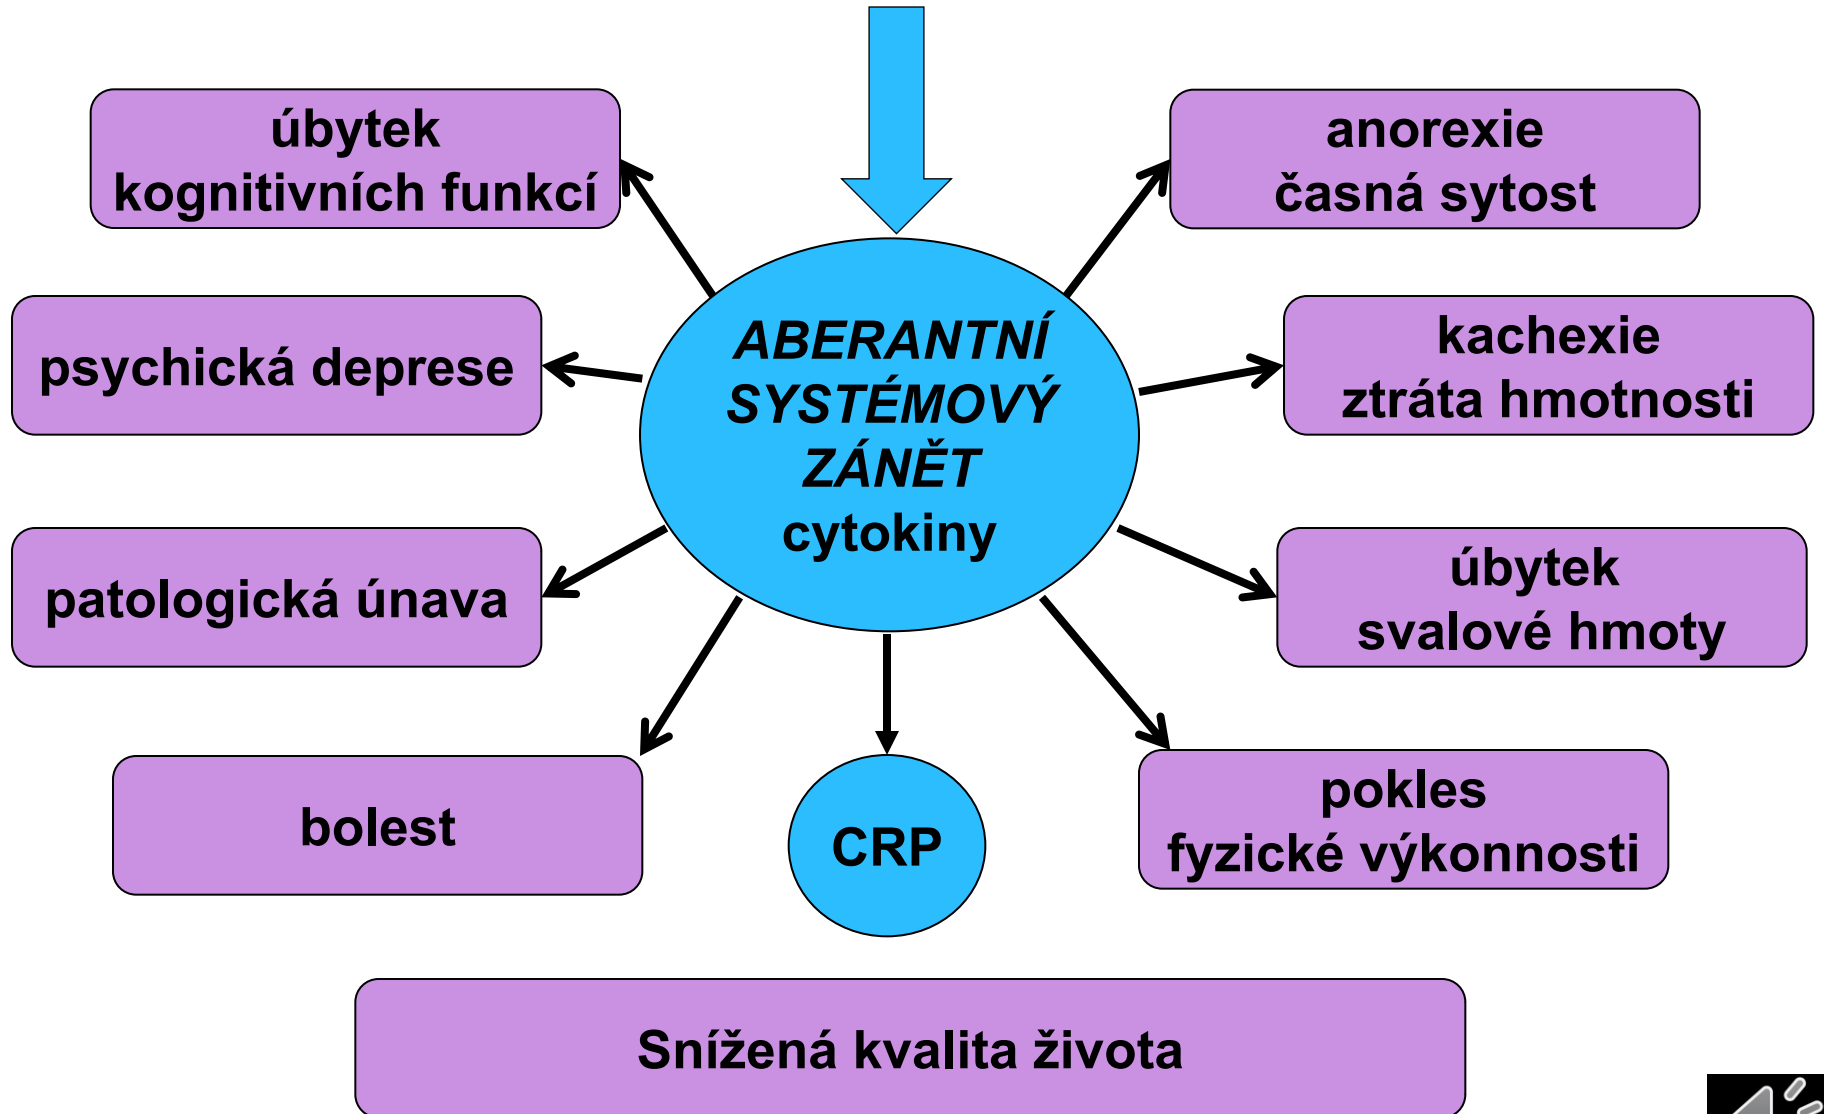 úbytek
kognitivních funkcí
anorexie
časná sytost
psychická deprese
ABERANTNÍ
SYSTÉMOVÝ
ZÁNĚT
cytokiny
kachexie
ztráta hmotnosti
patologická únava
úbytek
svalové hmoty
bolest
CRP
pokles
fyzické výkonnosti
Snížená kvalita života